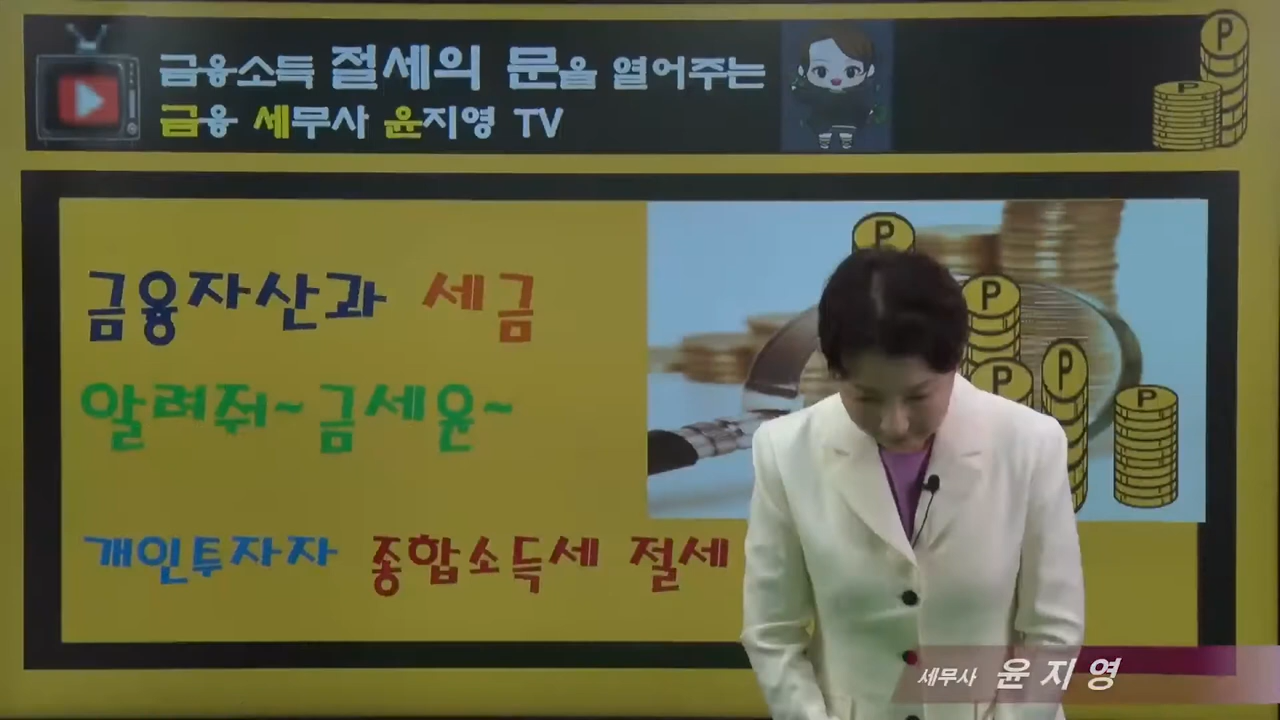 금융소득 절세의 문을 열어주는
금융 세무사 윤지영 TV
금융자산과 세금
알려줘~금세윤~
개인투자자 종합소득세 절세
P
P
P
P
P
P
P
세무사 윤지영